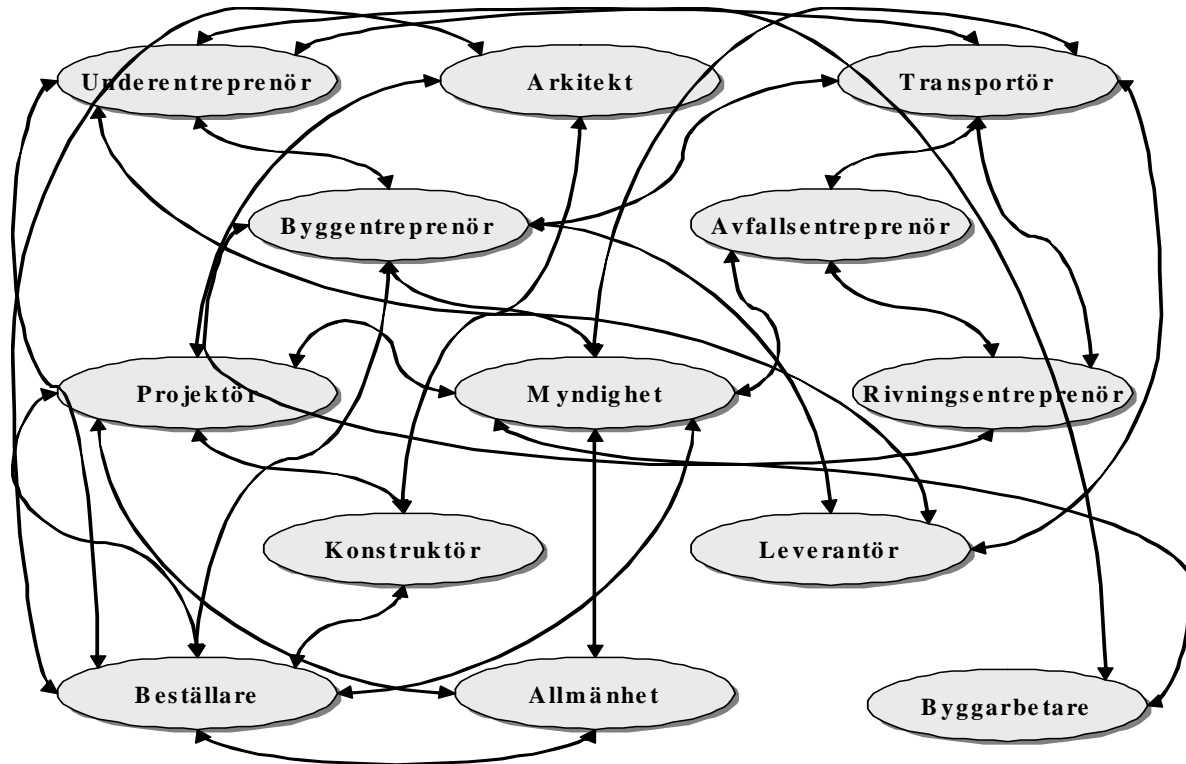 Underentreprenör
Arkitekt
Transportör
Byggentreprenör
Avfallsentreprenör
Projektör
Myndighet
Rivningsentreprenör
Konstruktör
Leverantör
Beställare
Allmänhet
Byggarbetare